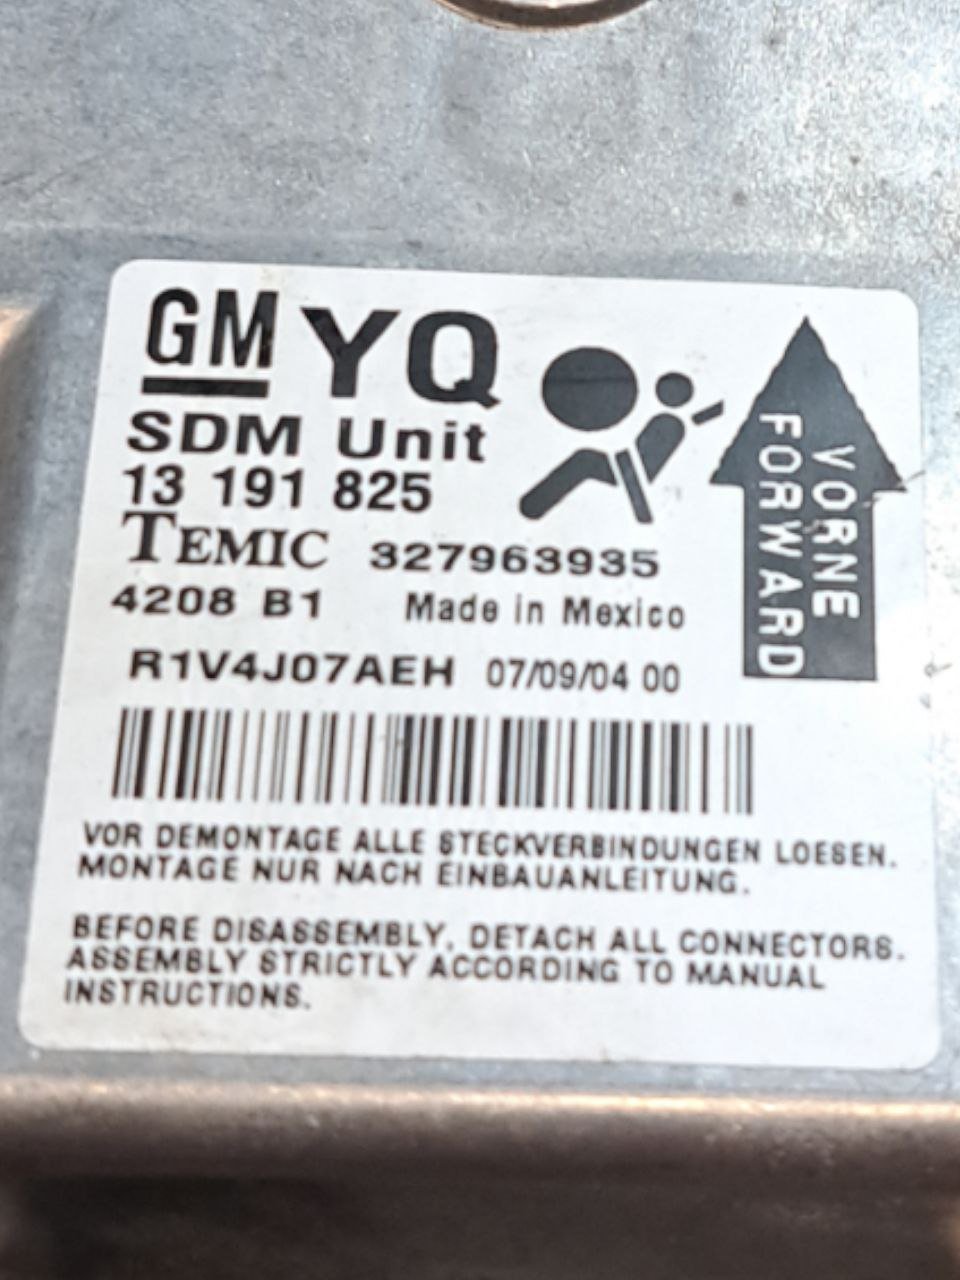 GM YQ
SDM Unit
13 191 825
TEMIC 327963935
4208 B1 Made in Mexico
R1V4J07AEH 07/09/04 00
VORNE
FORWARD
VOR DEMONTAGE ALLE STECKVERBINDUNGEN LOESEN.
MONTAGE NUR NACH EINBAUANLEITUNG.
BEFORE DISASSEMBLY, DETACH ALL CONNECTORS.
ASSEMBLY STRICTLY ACCORDING TO MANUAL
INSTRUCTIONS.